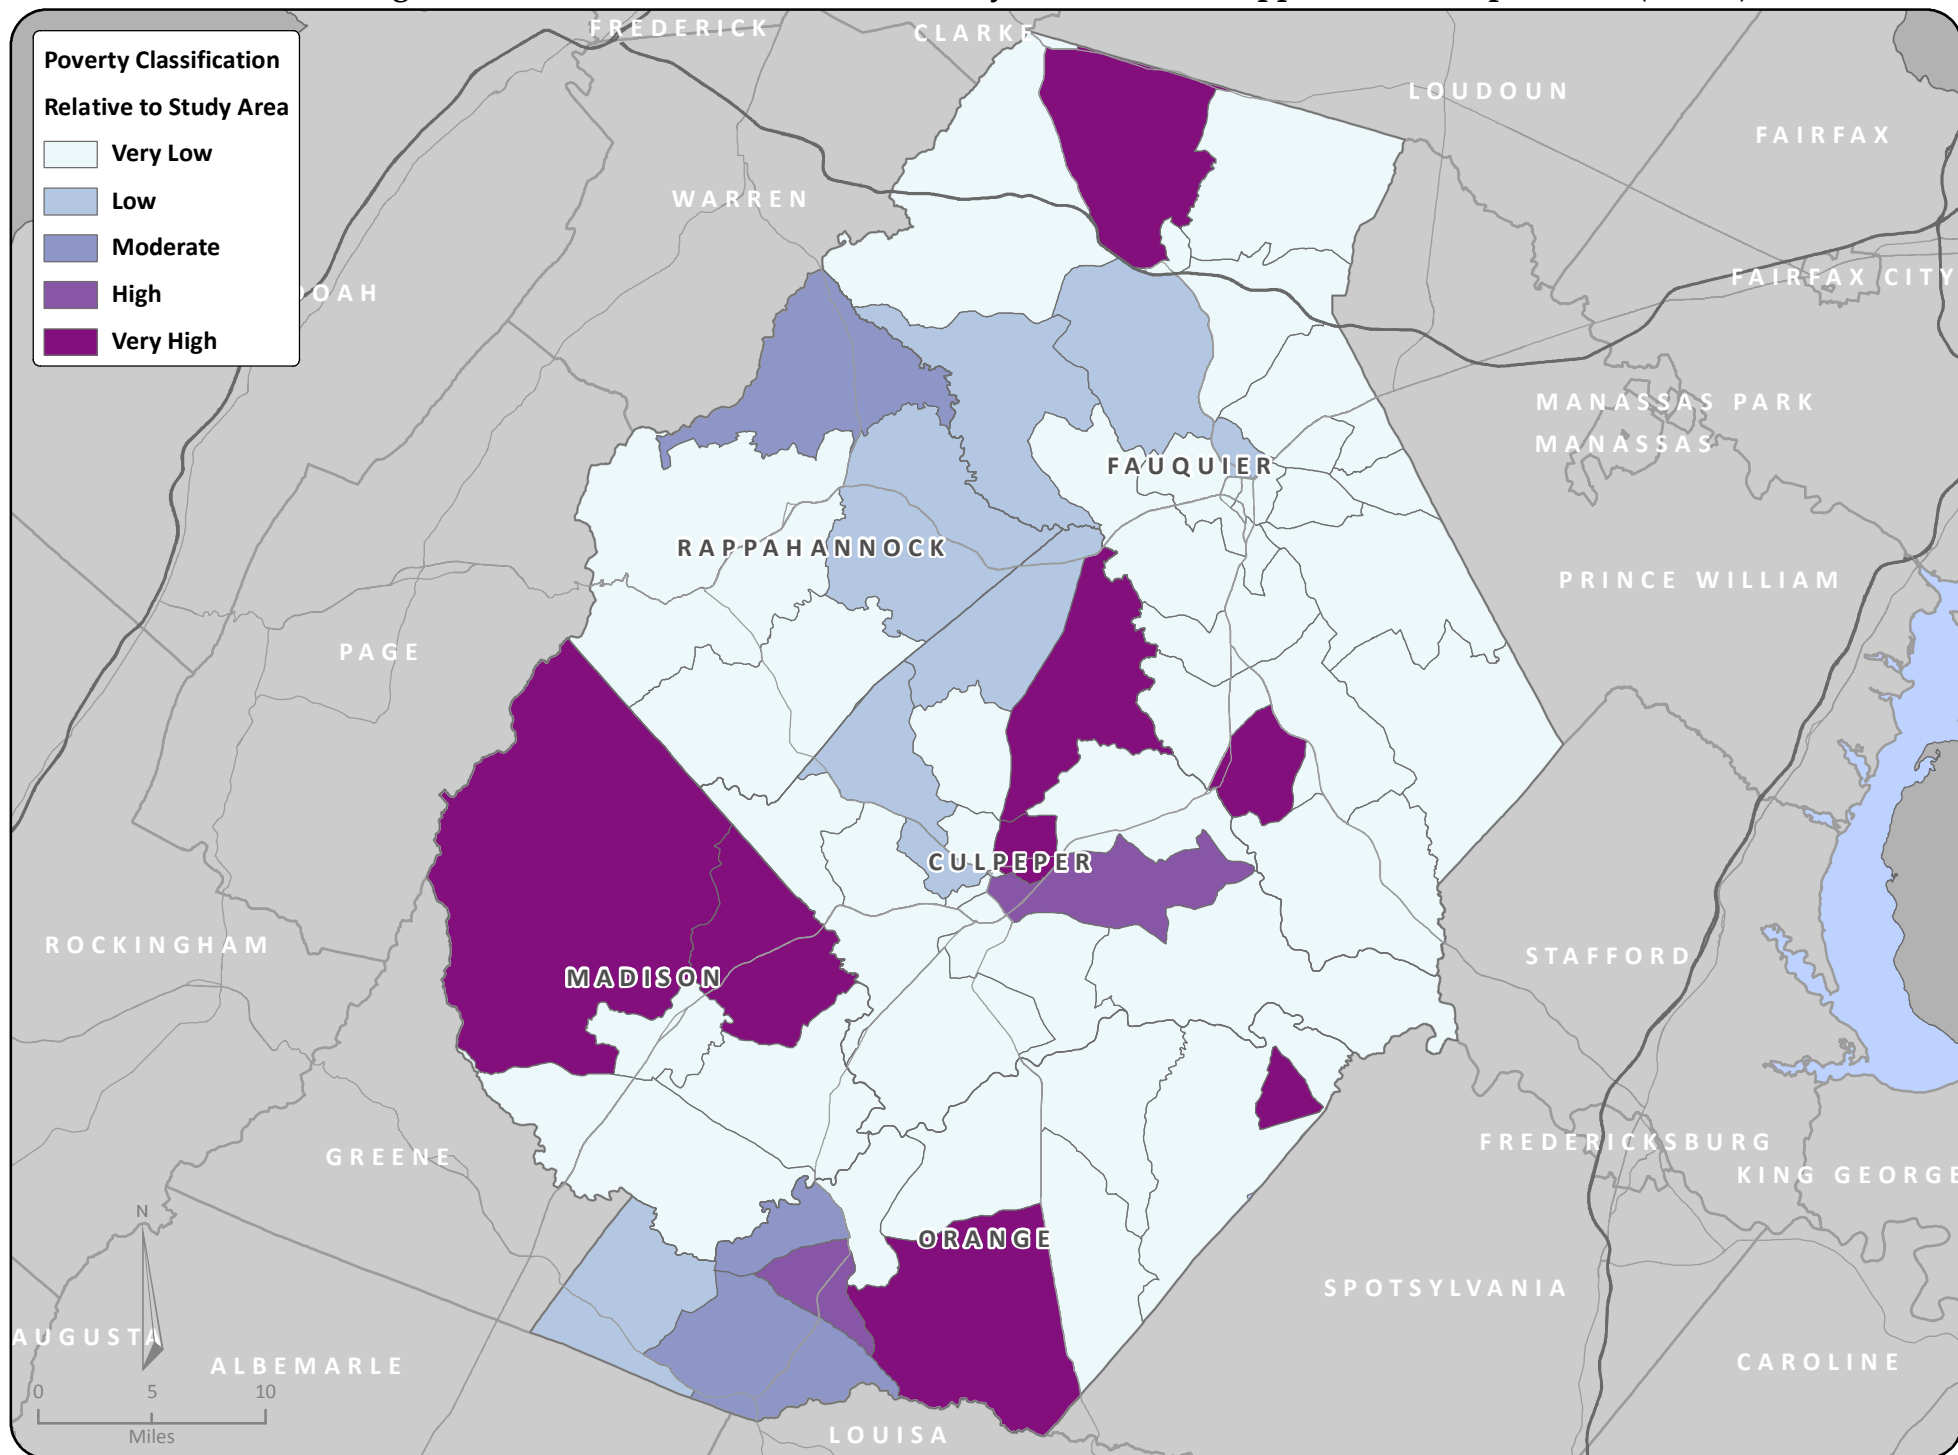 Poverty Classification
Relative to Study Area
Very Low
Low
Moderate
High
Very High
FREDERICK
CLARKE
LOUDOUN
FAIRFAX
WARREN
FAIRFAX CITY
OAH
MANASSAS PARK
MANASSAS
FAUQUIER
RAPPAHANNOCK
PRINCE WILLIAM
PAGE
CULPEPER
ROCKINGHAM
STAFFORD
MADISON
FREDERICKSBURG
GREENE
KING GEORGE
N
ORANGE
SPOTSYLVANIA
AUGUSTA
ALBEMARLE
CAROLINE
0 5 10
Miles
LOUISA